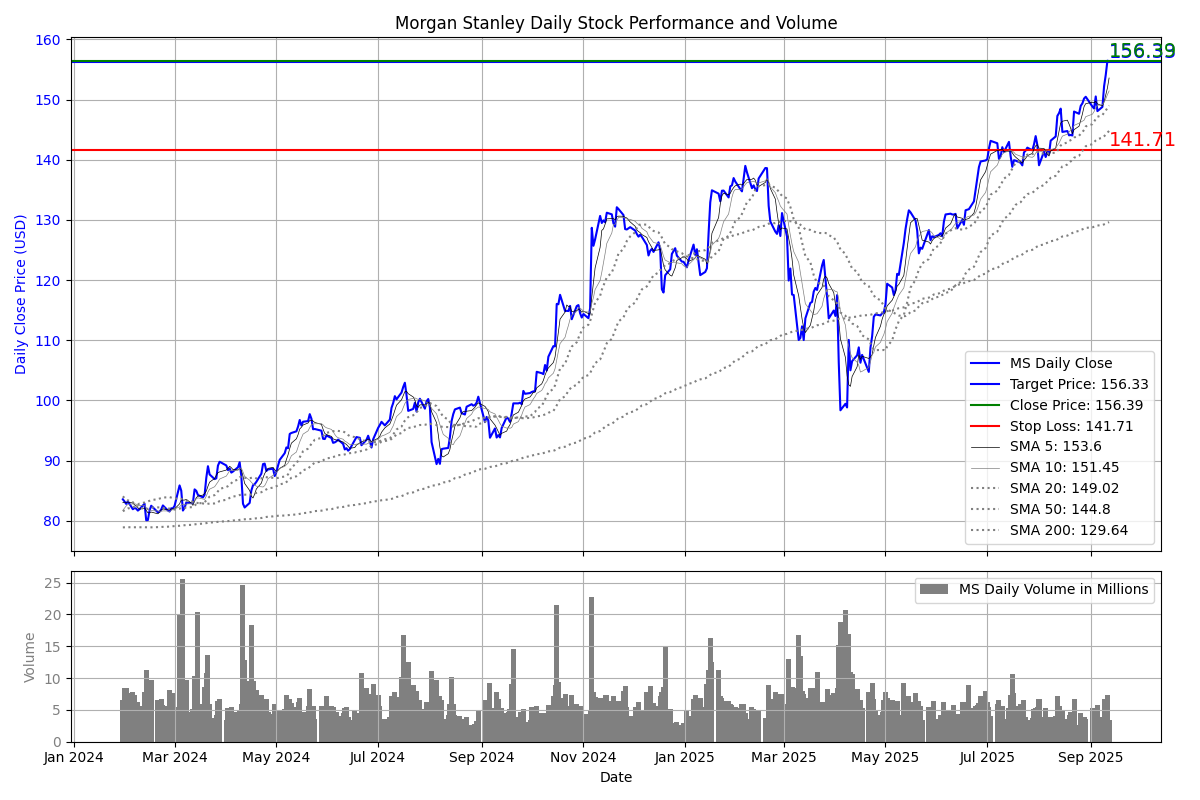 Morgan Stanley Daily Stock Performance and Volume
160
150
140
130
120
110
100
90
80
Daily Close Price (USD)
156.39
141.71
MS Daily Close
Target Price: 156.33
Close Price: 156.39
Stop Loss: 141.71
SMA 5: 153.6
SMA 10: 151.45
SMA 20: 149.02
SMA 50: 144.8
SMA 200: 129.64
25
20
15
10
5
0
Volume
MS Daily Volume in Millions
Jan 2024
Mar 2024
May 2024
Jul 2024
Sep 2024
Nov 2024
Jan 2025
Mar 2025
May 2025
Jul 2025
Sep 2025
Date